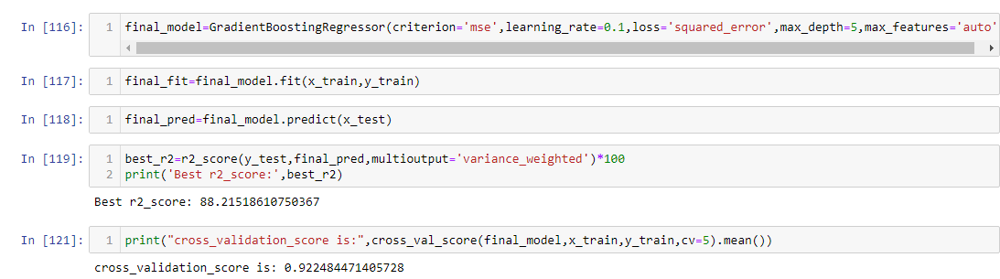 In [116]: 1 final_model=GradientBoostingRegressor(criterion='mse',learning_rate=0.1,loss='squared_error',max_depth=5,max_features='auto'
In [117]: 1 final_fit=final_model.fit(x_train,y_train)
In [118]: 1 final_pred=final_model.predict(x_test)
In [119]: 1 best_r2=r2_score(y_test,final_pred,multioutput='variance_weighted')*100
2 print('Best r2_score:',best_r2)
Best r2_score: 88.21518610750367
In [121]: 1 print("cross_validation_score is:",cross_val_score(final_model,x_train,y_train,cv=5).mean())
cross_validation_score is: 0.922484471405728